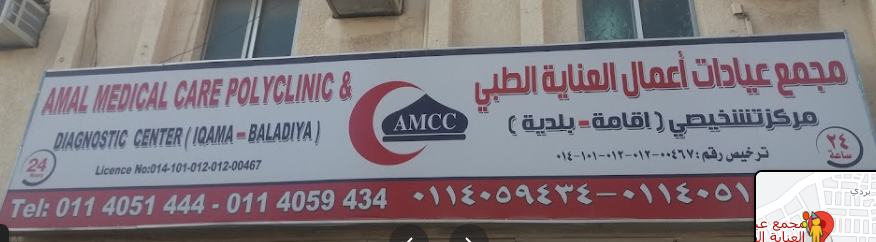 AMAL MEDICAL CARE POLYCLINIC &
DIAGNOSTIC CENTER ( IQAMA = BALADIYA )
Licence No:014-101-012-012-00467
24
Hours
Tel: 011 4051 444 - 011 4059 434
AMCC
مجمع عيادات أعمال العناية الطبي
مركز تشخيصي ( اقامة = بلدية )
ترخيص رقم : ٠١٤-١٠١-٠١٢-٠١٢-٠٠٤٦٧
٢٤
ساعة
٠١١٤٠٥٩٤٣٤-٠١١٤٠٥١
بردي